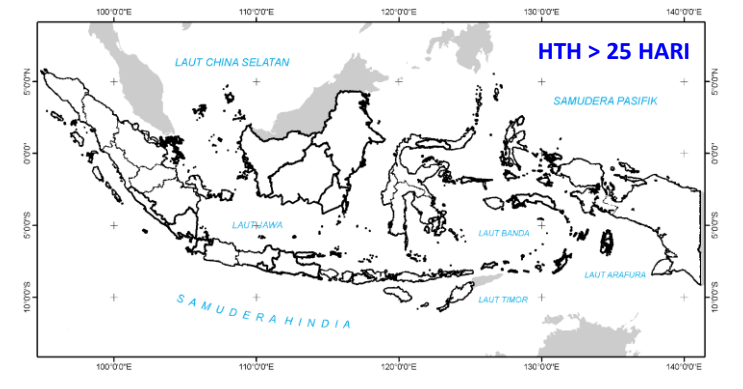 100°0'0"E 110°0'0"E 120°0'0"E 130°0'0"E 140°0'0"E
HTH > 25 HARI
LAUT CHINA SELATAN
5°0'0"N 5°0'0"N
SAMUDERA PASIFIK
0°0'0" 0°0'0"
LAUT JAWA
LAUT BANDA
5°0'0"S 5°0'0"S
LAUT ARAFURA
LAUT TIMOR
10°0'0"S 10°0'0"S
SAMUDERA HINDIA
100°0'0"E 110°0'0"E 120°0'0"E 130°0'0"E 140°0'0"E